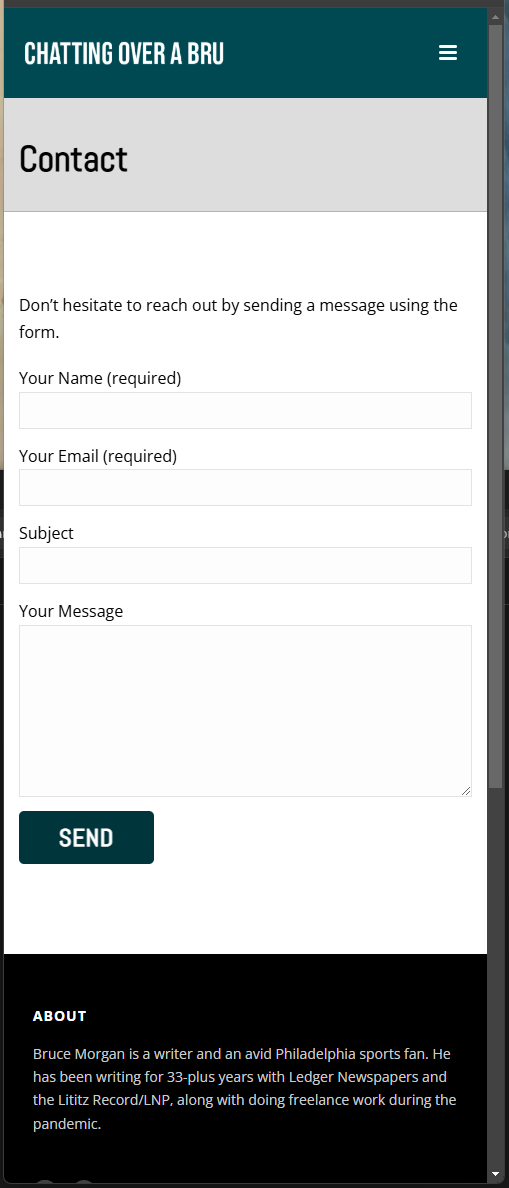 CHATTING OVER A BRU
Contact
Don’t hesitate to reach out by sending a message using the
form.
Your Name (required)
Your Email (required)
Subject
Your Message
SEND
ABOUT
Bruce Morgan is a writer and an avid Philadelphia sports fan. He
has been writing for 33-plus years with Ledger Newspapers and
the Lititz Record/LNP, along with doing freelance work during the
pandemic.